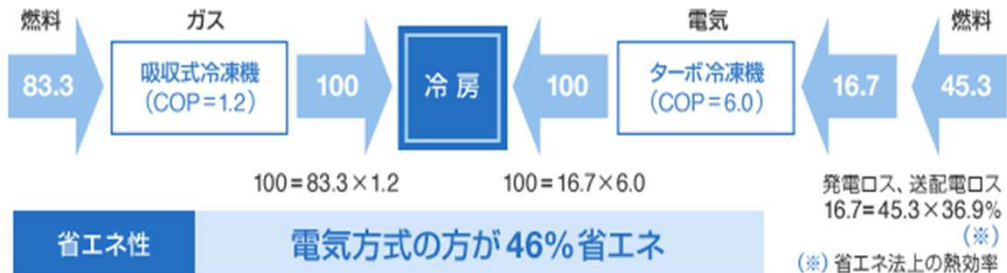 燃料 ガス 電気 燃料
83.3 吸収式冷凍機 100 冷房 100 ターボ冷凍機 16.7 45.3
(COP=1.2) (COP=6.0)
100=83.3×1.2 100=16.7×6.0 発電ロス、送配電ロス
16.7=45.3×36.9%
(※)
省エネ性 電気方式の方が46%省エネ
(※)省エネ法上の熱効率